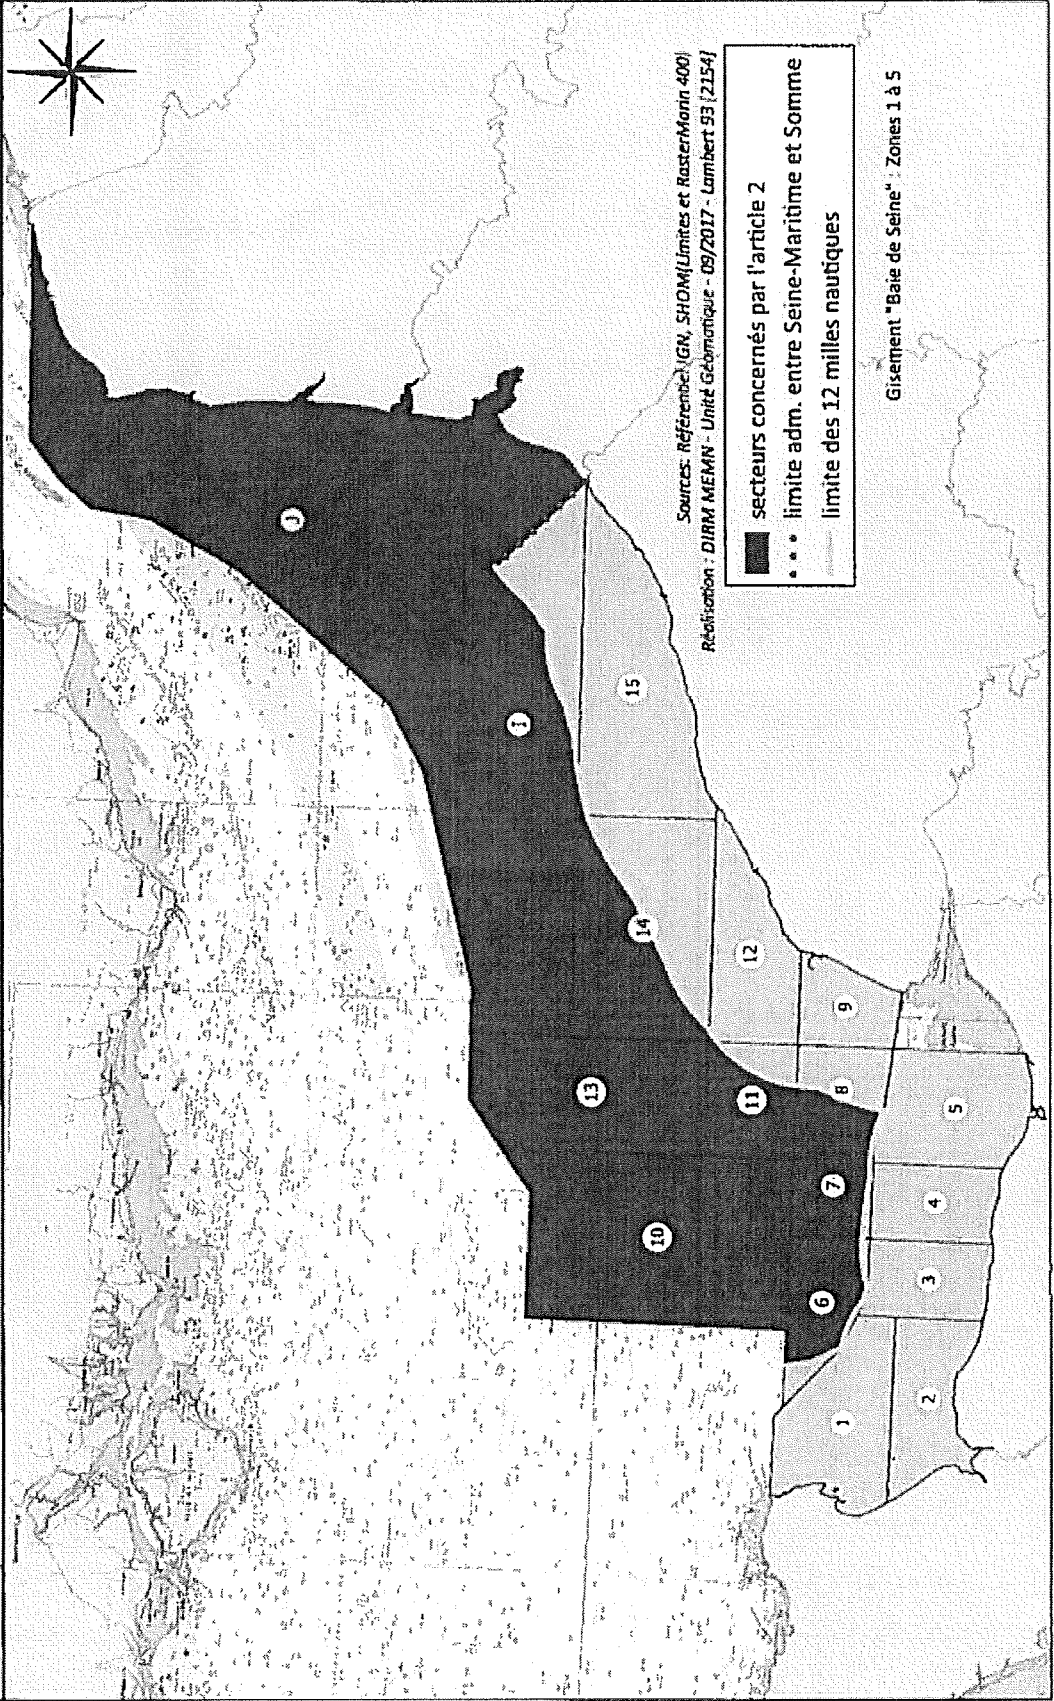 Sources: Référentiel IGN, SHOM(Limites et RasterMarin 400)
Réalisation : DIRM MEMN - Unité Géomatique - 09/2017 - Lambert 93 [2154]
secteurs concernés par l'article 2
limite adm. entre Seine-Maritime et Somme
limite des 12 milles nautiques
Gisement "Baie de Seine" : Zones 1 à 5
J
I
15
14
12
13
11
9
8
10
7
6
5
4
3
1
2